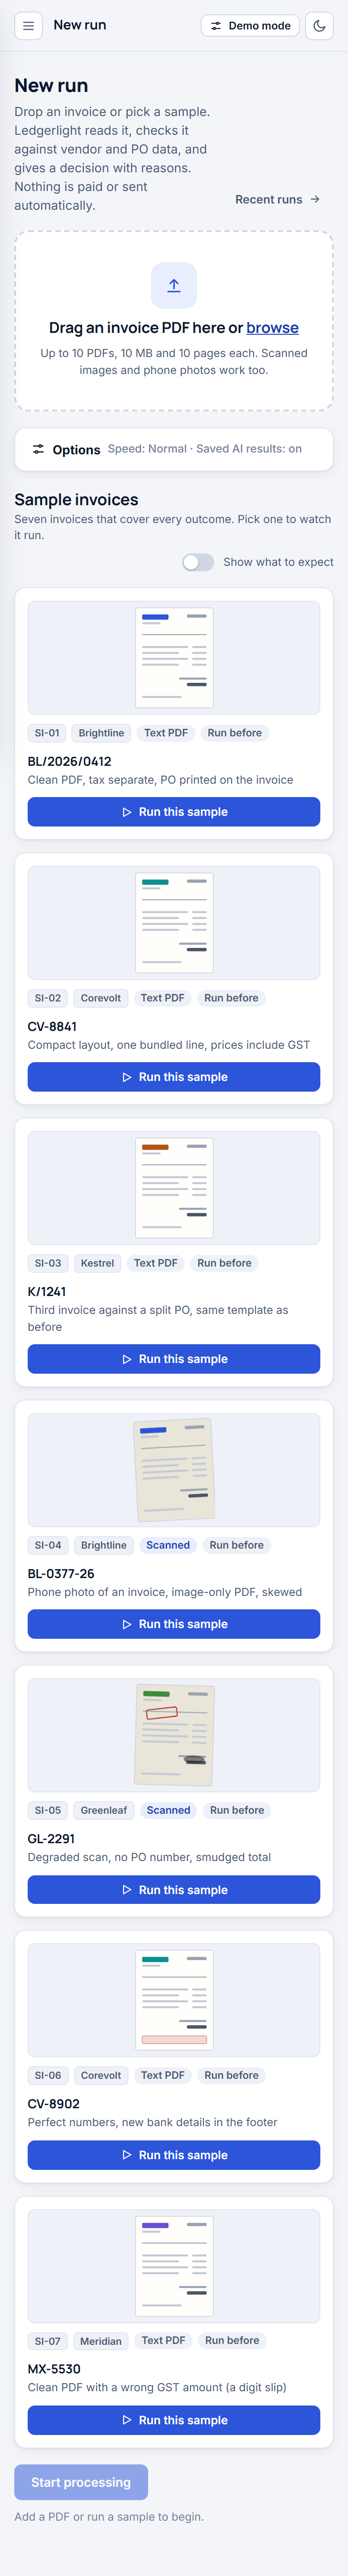 New run
Demo mode
New run
Drop an invoice or pick a sample.
Ledgerlight reads it, checks it
against vendor and PO data, and
gives a decision with reasons.
Nothing is paid or sent
automatically.
Recent runs
Drag an invoice PDF here or browse
Up to 10 PDFs, 10 MB and 10 pages each. Scanned
images and phone photos work too.
Options Speed: Normal · Saved AI results: on
Sample invoices
Seven invoices that cover every outcome. Pick one to watch
it run.
Show what to expect
SI-01 Brightline Text PDF Run before
BL/2026/0412
Clean PDF, tax separate, PO printed on the invoice
Run this sample
SI-02 Corevolt Text PDF Run before
CV-8841
Compact layout, one bundled line, prices include GST
Run this sample
SI-03 Kestrel Text PDF Run before
K/1241
Third invoice against a split PO, same template as
before
Run this sample
SI-04 Brightline Scanned Run before
BL-0377-26
Phone photo of an invoice, image-only PDF, skewed
Run this sample
SI-05 Greenleaf Scanned Run before
GL-2291
Degraded scan, no PO number, smudged total
Run this sample
SI-06 Corevolt Text PDF Run before
CV-8902
Perfect numbers, new bank details in the footer
Run this sample
SI-07 Meridian Text PDF Run before
MX-5530
Clean PDF with a wrong GST amount (a digit slip)
Run this sample
Start processing
Add a PDF or run a sample to begin.